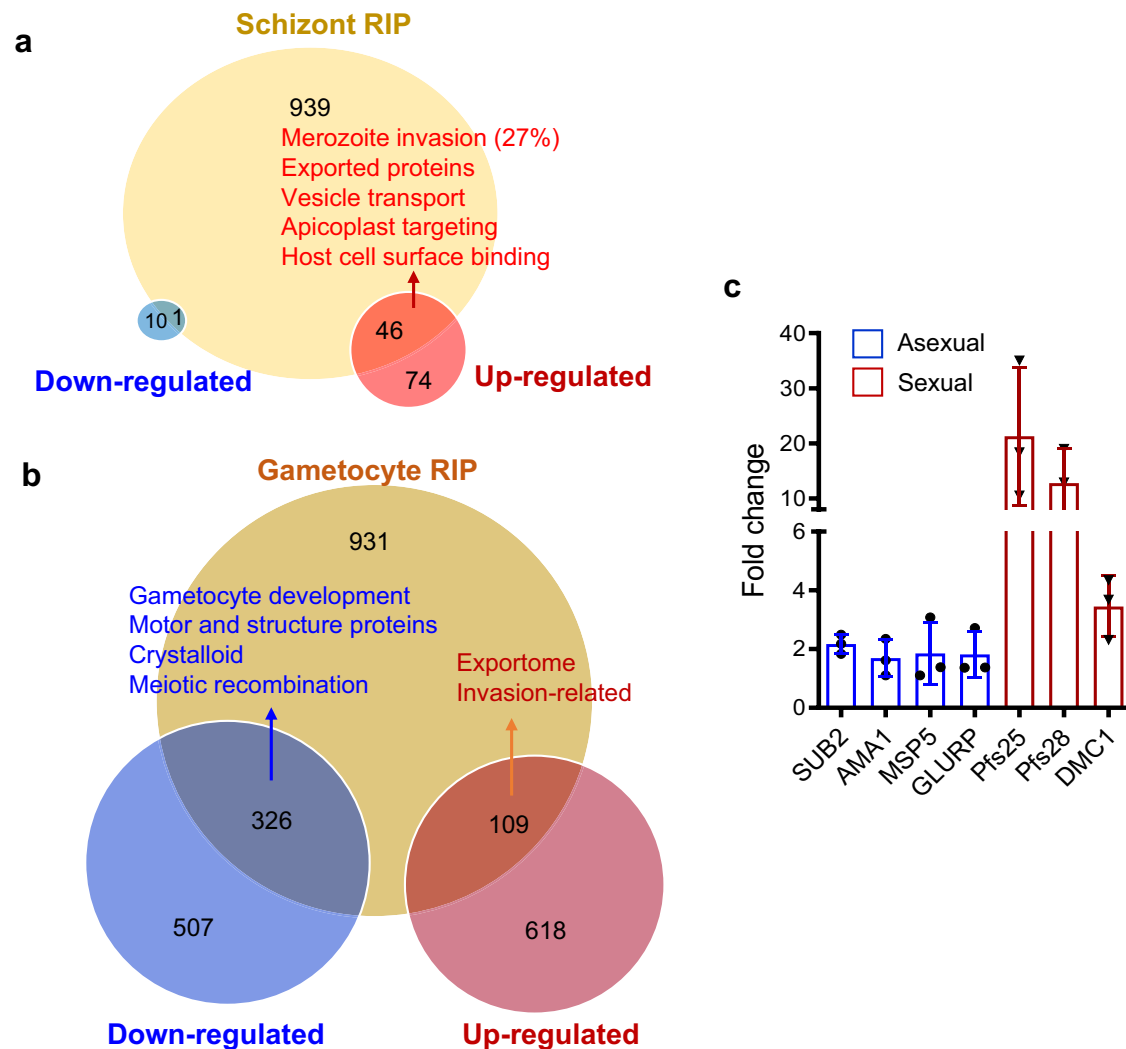 a
Schizont RIP
939
Merozoite invasion (27%)
Exported proteins
Vesicle transport
Apicoplast targeting
Host cell surface binding
10 1
46
74
Down-regulated
Up-regulated
b
Gametocyte RIP
931
Gametocyte development
Motor and structure proteins
Crystalloid
Meiotic recombination
Exportome
Invasion-related
326
109
507
618
Down-regulated
Up-regulated
c
Fold change
40
30
20
10
6
4
2
0
Asexual
Sexual
SUB2
AMA1
MSP5
GLURP
Pfs25
Pfs28
DMC1